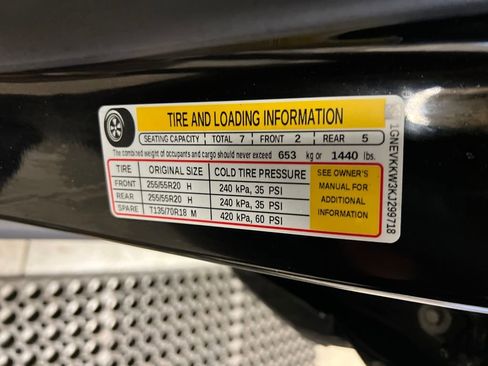 TIRE AND LOADING INFORMATION
SEATING CAPACITY TOTAL 7 FRONT 2 REAR 5
The combined weight of occupants and cargo should never exceed 653 kg or 1440 lbs.
TIRE ORIGINAL SIZE COLD TIRE PRESSURE
FRONT 255/55R20 H 240 kPa, 35 PSI
REAR 255/55R20 H 240 kPa, 35 PSI
SPARE T135/70R18 M 420 kPa, 60 PSI
SEE OWNER'S
MANUAL FOR
ADDITIONAL
INFORMATION
1GNEVKKW3KJ299718